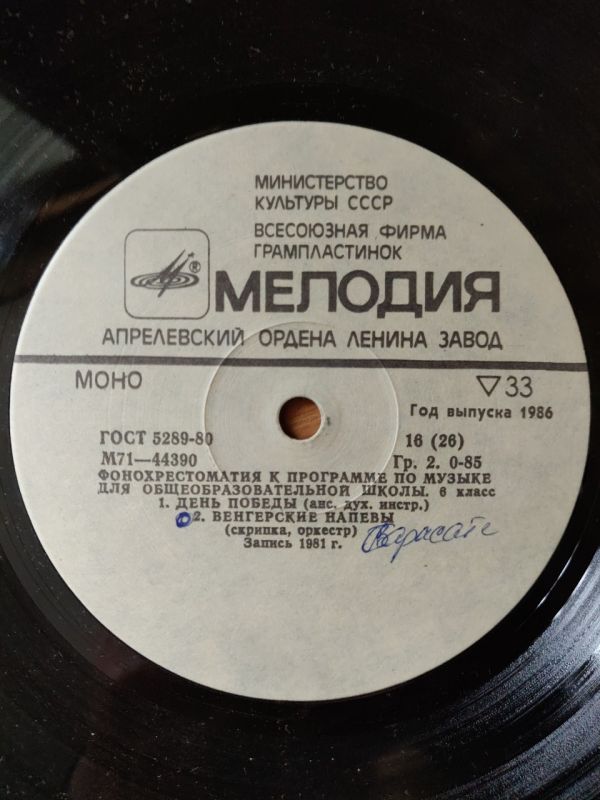 МИНИСТЕРСТВО
КУЛЬТУРЫ СССР
ВСЕСОЮЗНАЯ ФИРМА
ГРАМПЛАСТИНОК
®
МЕЛОДИЯ
АПРЕЛЕВСКИЙ ОРДЕНА ЛЕНИНА ЗАВОД
МОНО
▽33
Год выпуска 1986
ГОСТ 5289-80
16 (26)
М71—44390
Гр. 2. 0-85
ФОНОХРЕСТОМАТИЯ К ПРОГРАММЕ ПО МУЗЫКЕ
ДЛЯ ОБЩЕОБРАЗОВАТЕЛЬНОЙ ШКОЛЫ. 6 класс
1. ДЕНЬ ПОБЕДЫ (анс. дух. инстр.)
2. ВЕНГЕРСКИЕ НАПЕВЫ
(скрипка, оркестр)
Запись 1981 г.
Сарасате